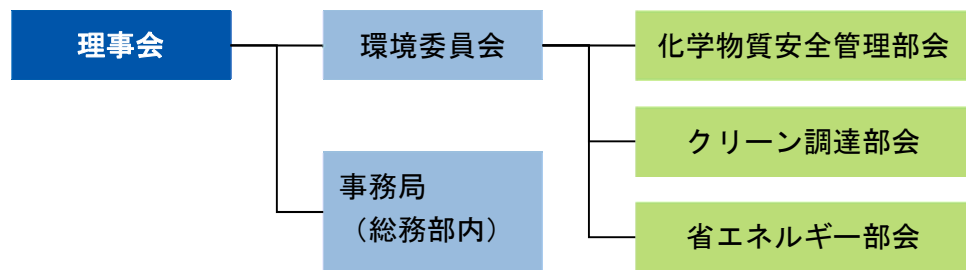 理事会
環境委員会
事務局
（総務部内）
化学物質安全管理部会
クリーン調達部会
省エネルギー部会